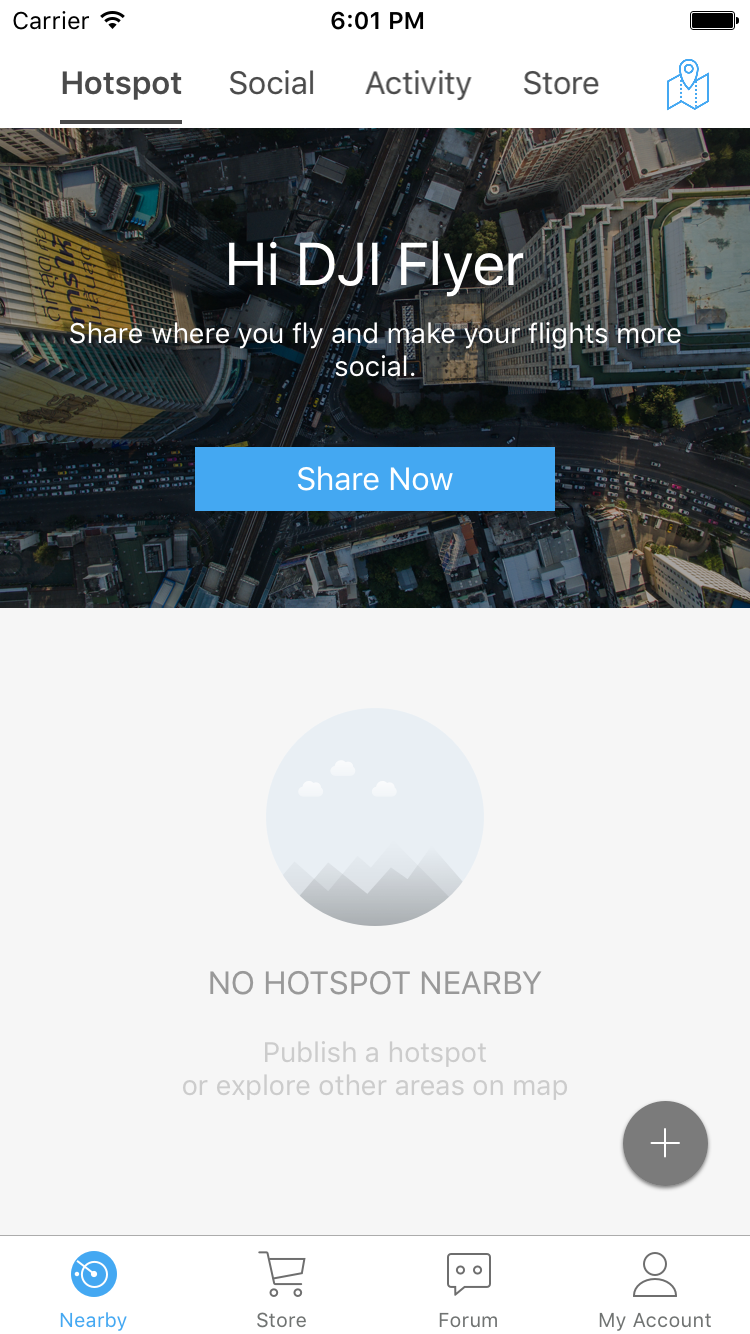 Carrier 6:01 PM
Hotspot Social Activity Store
Hi DJI Flyer
Share where you fly and make your flights more
social.
Share Now
NO HOTSPOT NEARBY
Publish a hotspot
or explore other areas on map
Nearby Store Forum My Account